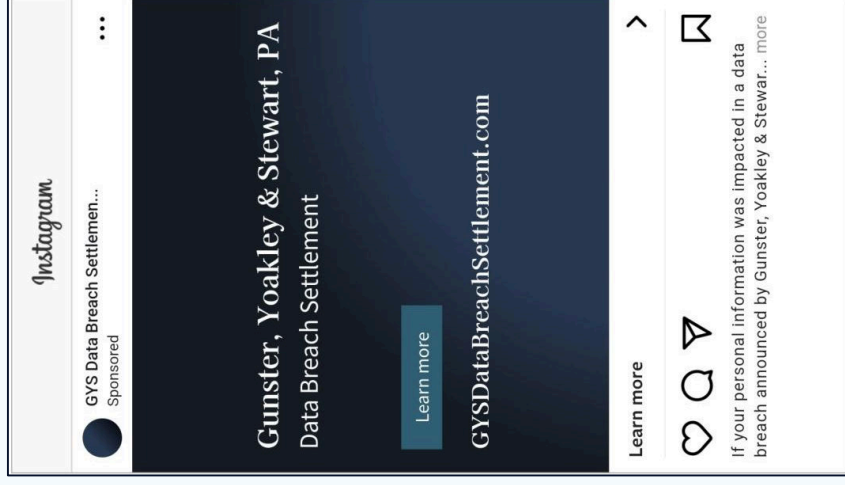 Instagram
GYS Data Breach Settlemen...
Sponsored
Gunster, Yoakley & Stewart, PA
Data Breach Settlement
Learn more
GYSDataBreachSettlement.com
Learn more
If your personal information was impacted in a data
breach announced by Gunster, Yoakley & Stewar... more